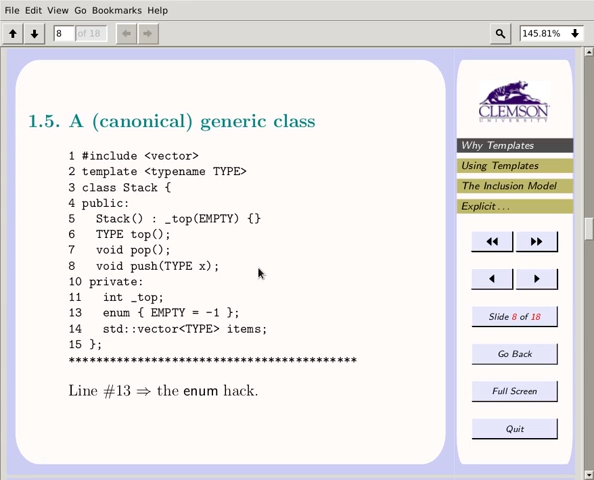 File Edit View Go Bookmarks Help
8 of 18
145.81%
1.5. A (canonical) generic class
1 #include <vector>
2 template <typename TYPE>
3 class Stack {
4 public:
5   Stack() : _top(EMPTY) {}
6   TYPE top();
7   void pop();
8   void push(TYPE x);
10 private:
11   int _top;
13   enum { EMPTY = -1 };
14   std::vector<TYPE> items;
15 };
******************************************
Line #13 ⇒ the enum hack.
CLEMSON
UNIVERSITY
Why Templates
Using Templates
The Inclusion Model
Explicit . . .
Slide 8 of 18
Go Back
Full Screen
Quit